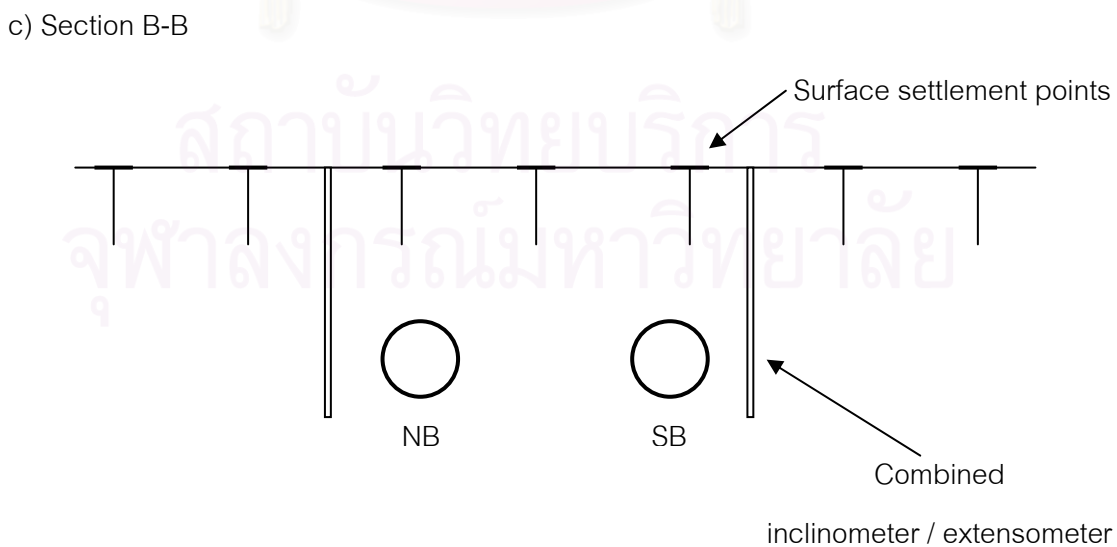 c) Section B-B
Surface settlement points
สถาบันวิทยบริการ
จุฬาลงกรณ์มหาวิทยาลัย
NB
SB
Combined
inclinometer / extensometer